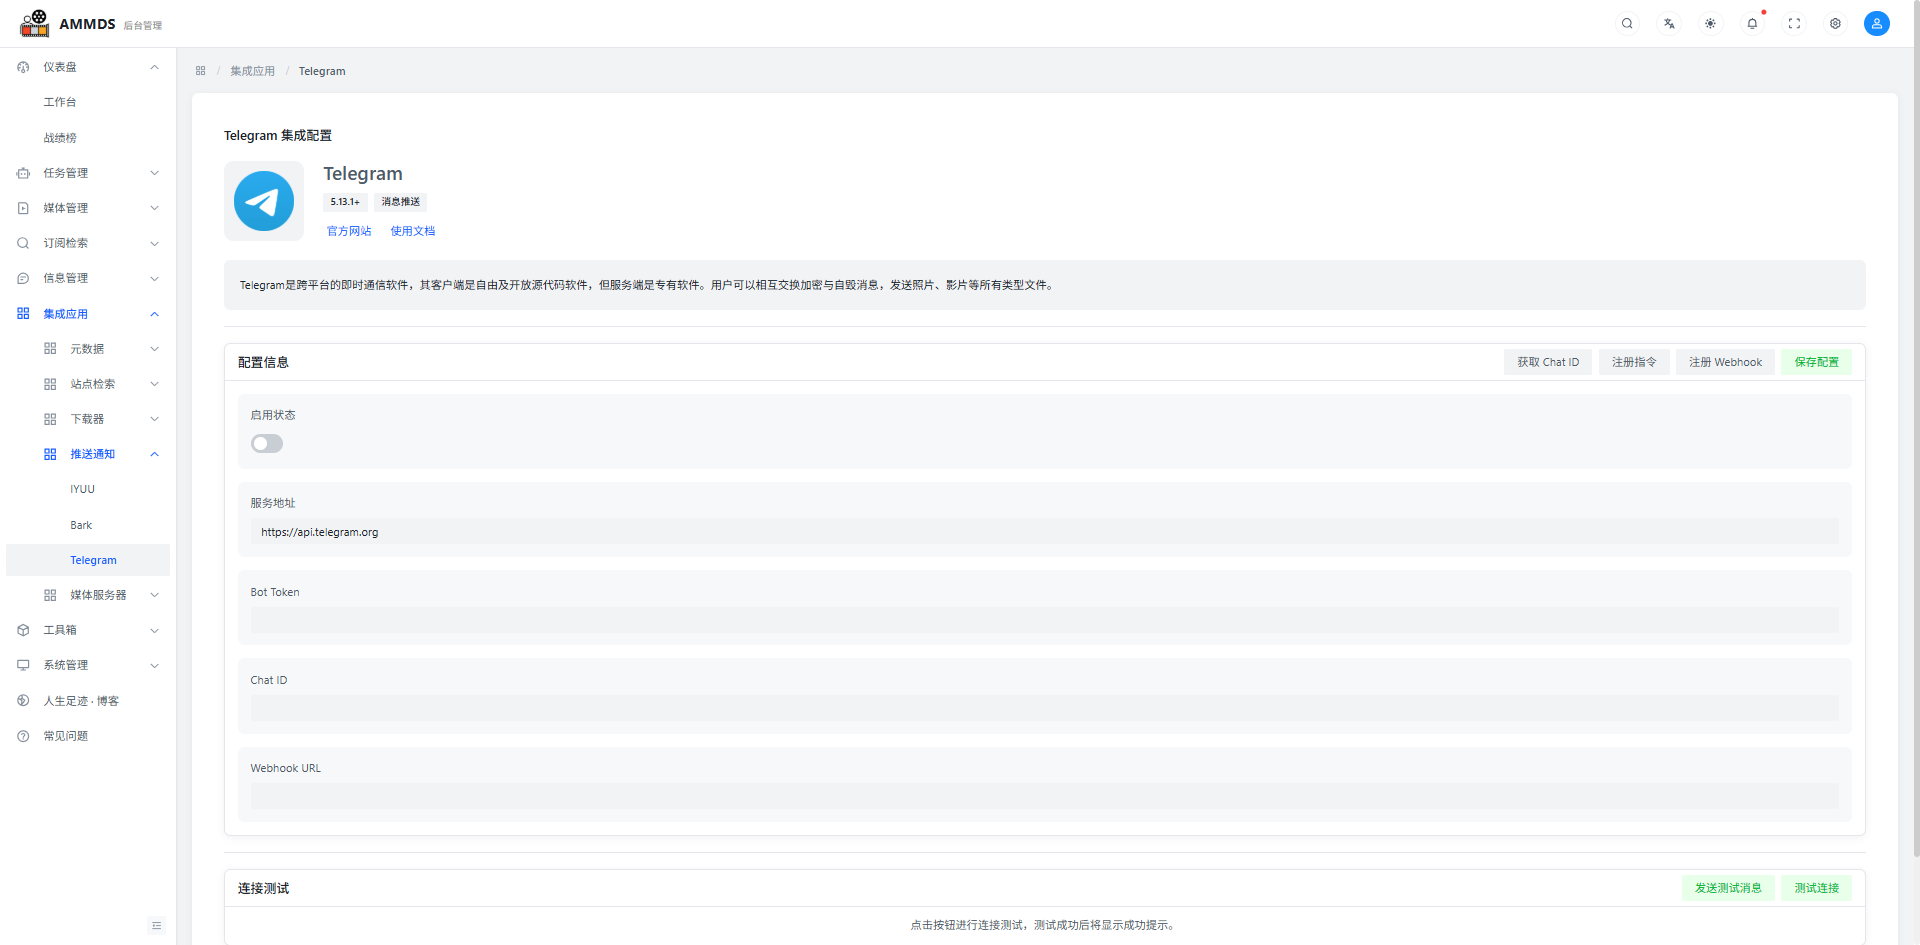 AMMDS 后台管理
仪表盘
工作台
战绩榜
任务管理
媒体管理
订阅检索
信息管理
集成应用
元数据
站点检索
下载器
推送通知
IYUU
Bark
Telegram
媒体服务器
工具箱
系统管理
人生足迹 · 博客
常见问题
/ 集成应用 / Telegram
Telegram 集成配置
Telegram
5.13.1+ 消息推送
官方网站 使用文档
Telegram是跨平台的即时通信软件，其客户端是自由及开放源代码软件，但服务端是专有软件。用户可以相互交换加密与自毁消息，发送照片、影片等所有类型文件。
配置信息 获取 Chat ID 注册指令 注册 Webhook 保存配置
启用状态
服务地址
https://api.telegram.org
Bot Token
Chat ID
Webhook URL
连接测试 发送测试消息 测试连接
点击按钮进行连接测试，测试成功后将显示成功提示。